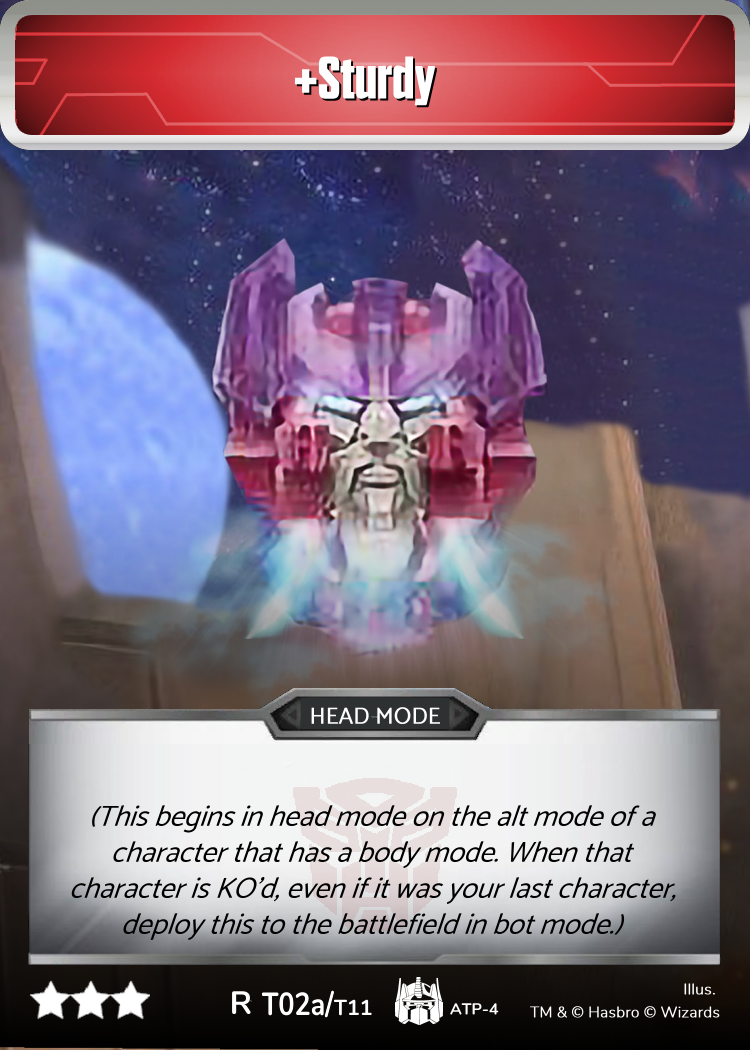 +Sturdy
HEAD MODE
(This begins in head mode on the alt mode of a
character that has a body mode. When that
character is KO'd, even if it was your last character,
deploy this to the battlefield in bot mode.)
R T02a/T11
ATP-4
Illus.
TM & © Hasbro © Wizards